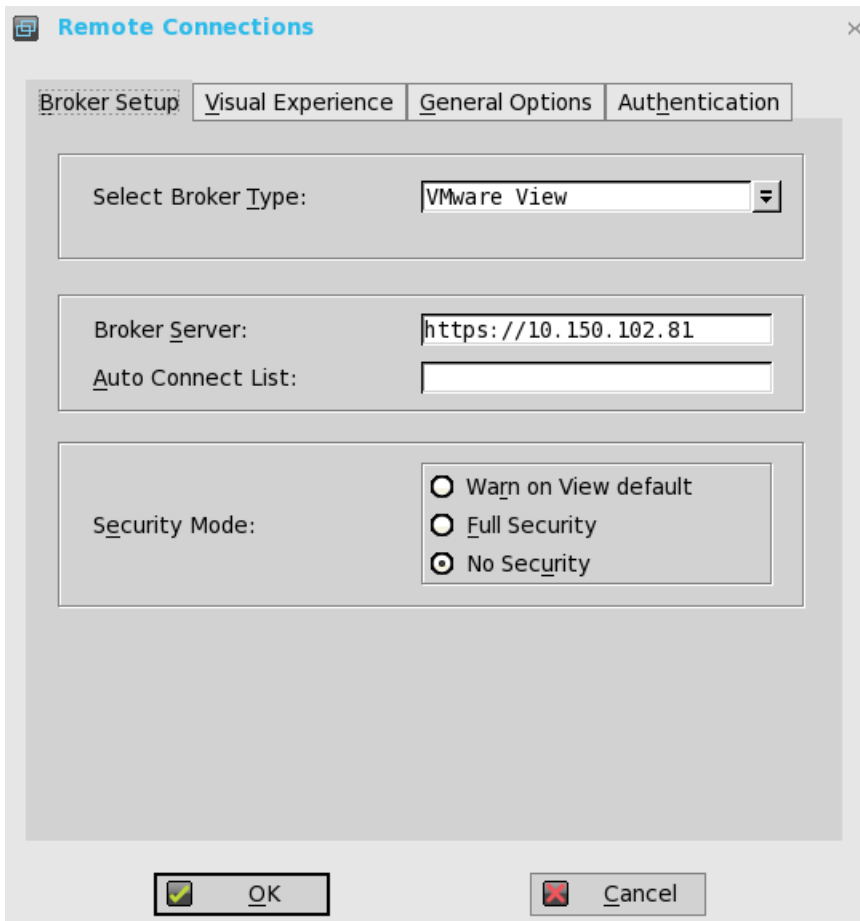 Remote Connections
Broker Setup Visual Experience General Options Authentication
Select Broker Type: VMware View
Broker Server: https://10.150.102.81
Auto Connect List:
Warn on View default
Security Mode: Full Security
No Security
OK Cancel